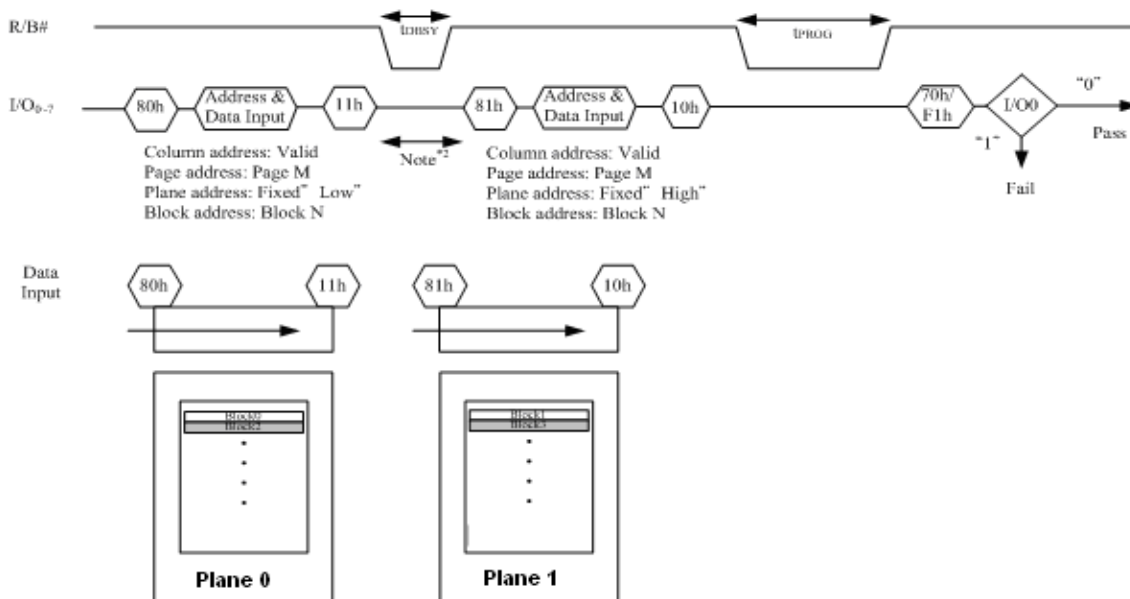 R/B#
tDBSY
tPROG
I/O0-7
80h
Address &
Data Input
11h
81h
Address &
Data Input
10h
70h/
F1h
I/O0
"0"
Pass
"1"
Fail
Note*2
Column address: Valid
Page address: Page M
Plane address: Fixed" Low"
Block address: Block N
Column address: Valid
Page address: Page M
Plane address: Fixed" High"
Block address: Block N
Data
Input
80h
11h
81h
10h
Block0
Block2
Block1
Block3
Plane 0
Plane 1